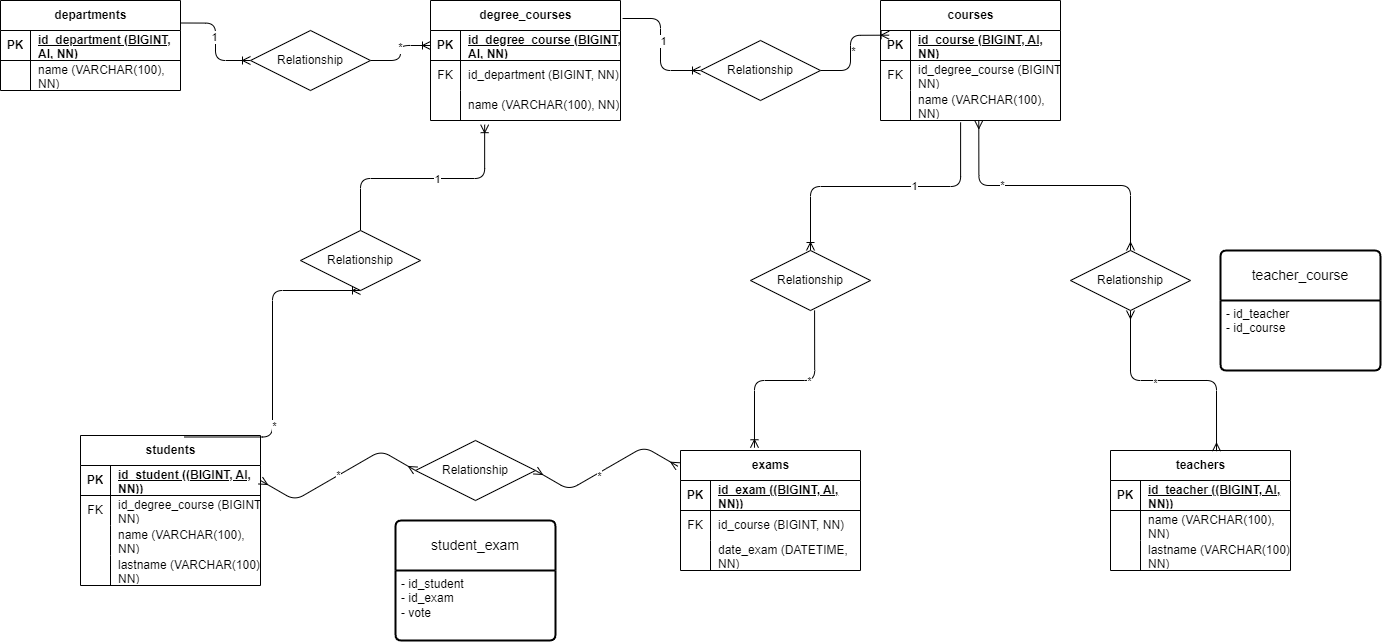 departments
PK id_department (BIGINT,
AI, NN)
name (VARCHAR(100),
NN)
1
Relationship
*
degree_courses
PK id_degree_course (BIGINT,
AI, NN)
FK id_department (BIGINT, NN)
name (VARCHAR(100), NN)
1
Relationship
*
courses
PK id_course (BIGINT, AI,
NN)
FK id_degree_course (BIGINT
NN)
name (VARCHAR(100),
NN)
1
Relationship
*
1
Relationship
*
*
Relationship
*
teacher_course
- id_teacher
- id_course
students
PK id_student ((BIGINT, AI,
NN))
FK id_degree_course (BIGINT
NN)
name (VARCHAR(100),
NN)
lastname (VARCHAR(100)
NN)
*
Relationship
*
student_exam
- id_student
- id_exam
- vote
exams
PK id_exam ((BIGINT, AI,
NN))
FK id_course (BIGINT, NN)
date_exam (DATETIME,
NN)
teachers
PK id_teacher ((BIGINT, AI,
NN))
name (VARCHAR(100),
NN)
lastname (VARCHAR(100)
NN)